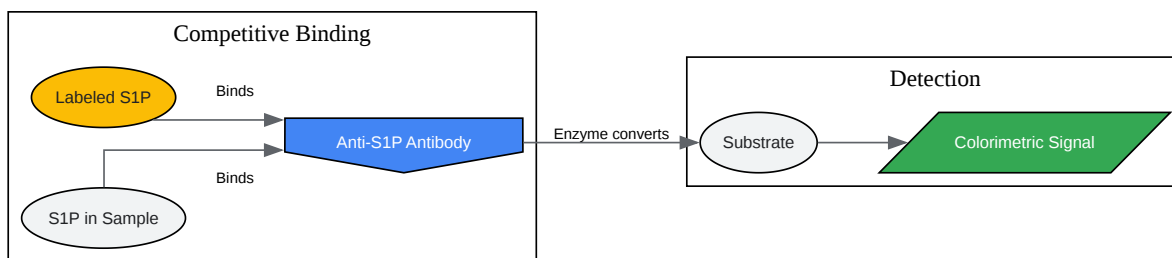 Competitive Binding
Labeled S1P
Binds
Anti-S1P Antibody
Binds
S1P in Sample
Enzyme converts
Detection
Substrate
Colorimetric Signal